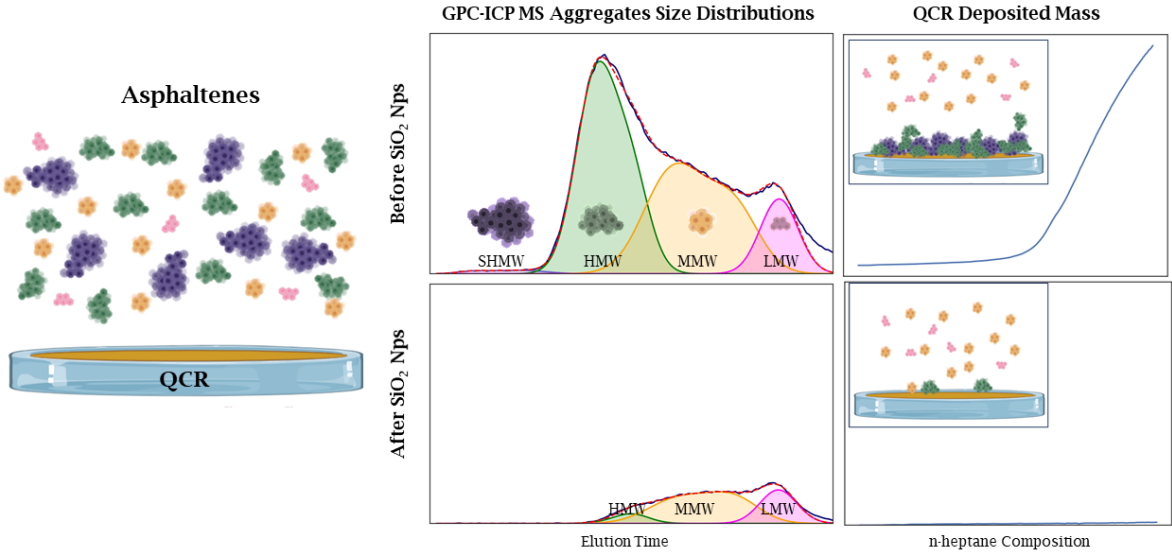 GPC-ICP MS Aggregates Size Distributions
QCR Deposited Mass
Asphaltenes
QCR
Before SiO₂ Nps
SHMW
HMW
MMW
LMW
After SiO₂ Nps
HMW
MMW
LMW
Elution Time
n-heptane Composition